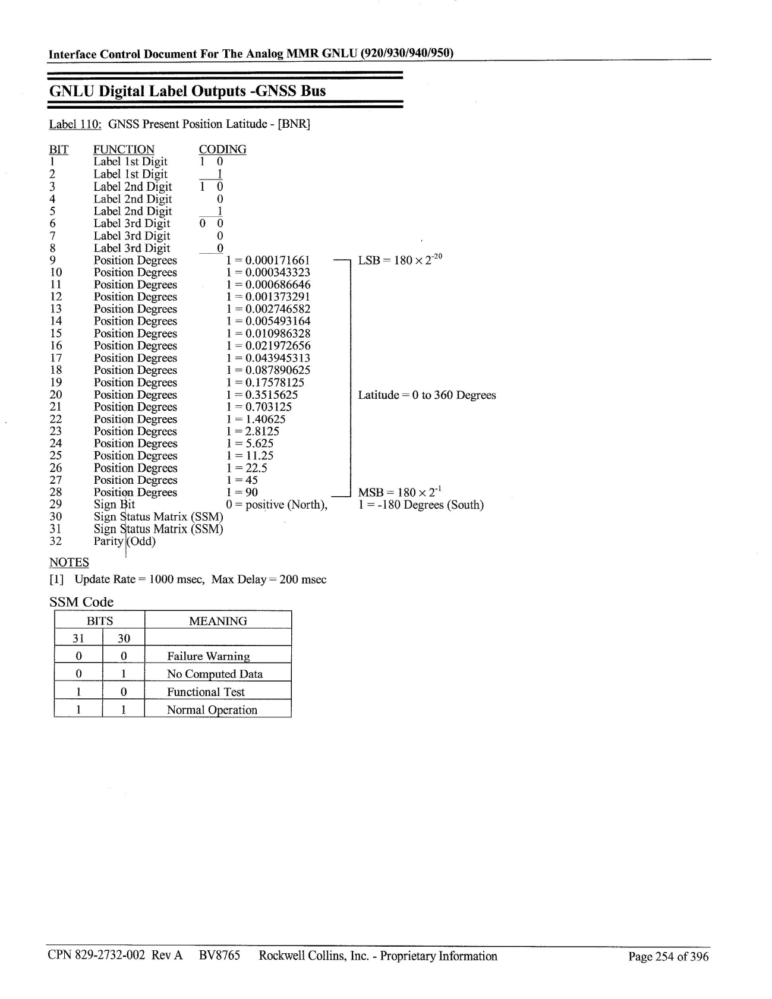 Interface Control Document For The Analog MMR GNLU (920/930/940/950)
GNLU Digital Label Outputs -GNSS Bus
Label 110: GNSS Present Position Latitude - [BNR]
BIT FUNCTION CODING
1 Label 1st Digit 1 0
2 Label 1st Digit 1
3 Label 2nd Digit 1 0
4 Label 2nd Digit 0
5 Label 2nd Digit 1
6 Label 3rd Digit 0 0
7 Label 3rd Digit 0
8 Label 3rd Digit 0
9 Position Degrees 1 = 0.000171661 LSB = 180 × 2⁻²⁰
10 Position Degrees 1 = 0.000343323
11 Position Degrees 1 = 0.000686646
12 Position Degrees 1 = 0.001373291
13 Position Degrees 1 = 0.002746582
14 Position Degrees 1 = 0.005493164
15 Position Degrees 1 = 0.010986328
16 Position Degrees 1 = 0.021972656
17 Position Degrees 1 = 0.043945313
18 Position Degrees 1 = 0.087890625
19 Position Degrees 1 = 0.17578125
20 Position Degrees 1 = 0.3515625 Latitude = 0 to 360 Degrees
21 Position Degrees 1 = 0.703125
22 Position Degrees 1 = 1.40625
23 Position Degrees 1 = 2.8125
24 Position Degrees 1 = 5.625
25 Position Degrees 1 = 11.25
26 Position Degrees 1 = 22.5
27 Position Degrees 1 = 45
28 Position Degrees 1 = 90 MSB = 180 × 2⁻¹
29 Sign Bit 0 = positive (North), 1 = -180 Degrees (South)
30 Sign Status Matrix (SSM)
31 Sign Status Matrix (SSM)
32 Parity (Odd)
NOTES
[1] Update Rate = 1000 msec, Max Delay = 200 msec
SSM Code
BITS MEANING
31 30
0 0 Failure Warning
0 1 No Computed Data
1 0 Functional Test
1 1 Normal Operation
CPN 829-2732-002 Rev A BV8765 Rockwell Collins, Inc. - Proprietary Information Page 254 of 396